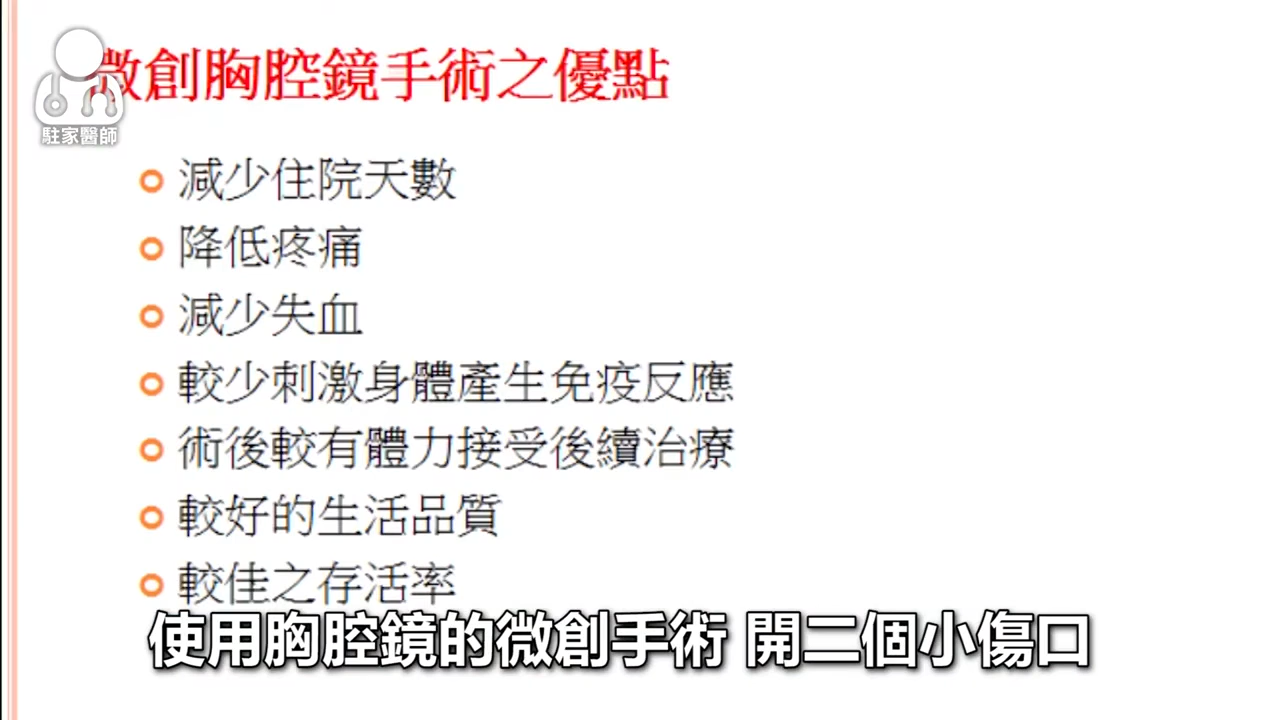 微創胸腔鏡手術之優點
駐家醫師
減少住院天數
降低疼痛
減少失血
較少刺激身體產生免疫反應
術後較有體力接受後續治療
較好的生活品質
較佳之存活率
使用胸腔鏡的微創手術 開二個小傷口